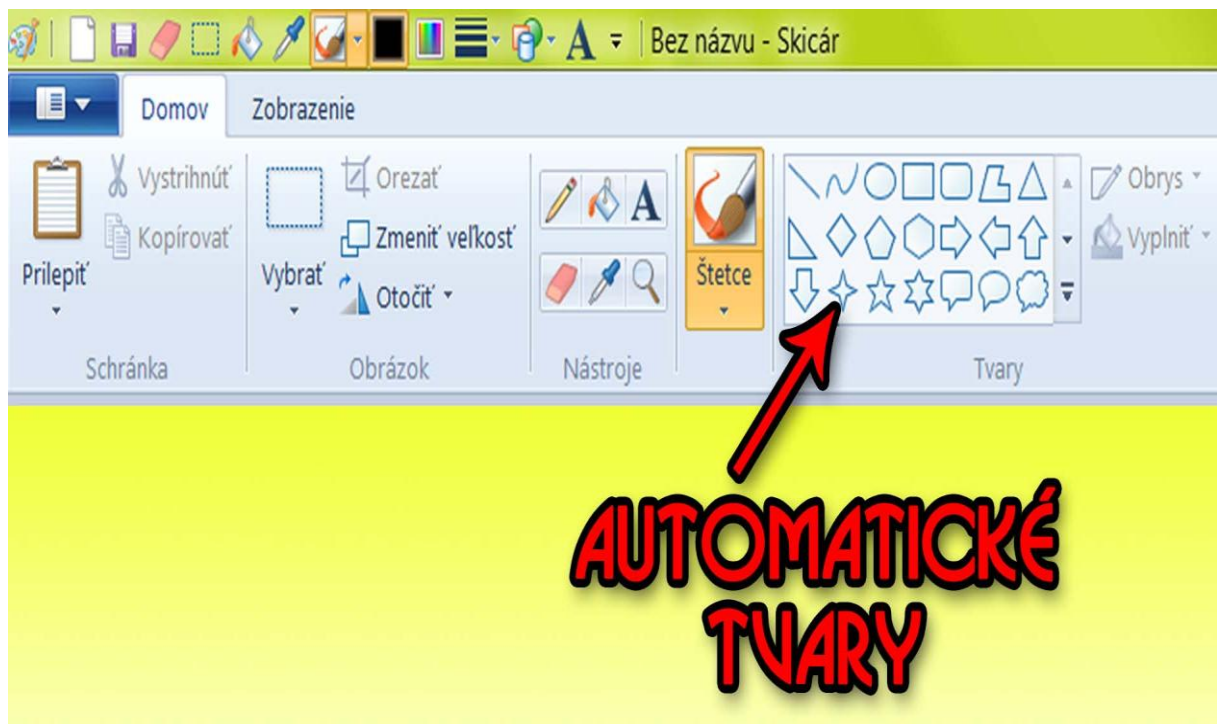 Bez názvu - Skicár
Domov Zobrazenie
Vystrihnúť
Kopírovať
Prilepiť
Schránka
Orezať
Zmeniť veľkosť
Otočiť
Vybrať
Obrázok
A
Nástroje
Štetce
Obrys
Vyplniť
Tvary
AUTOMATICKÉ
TVARY